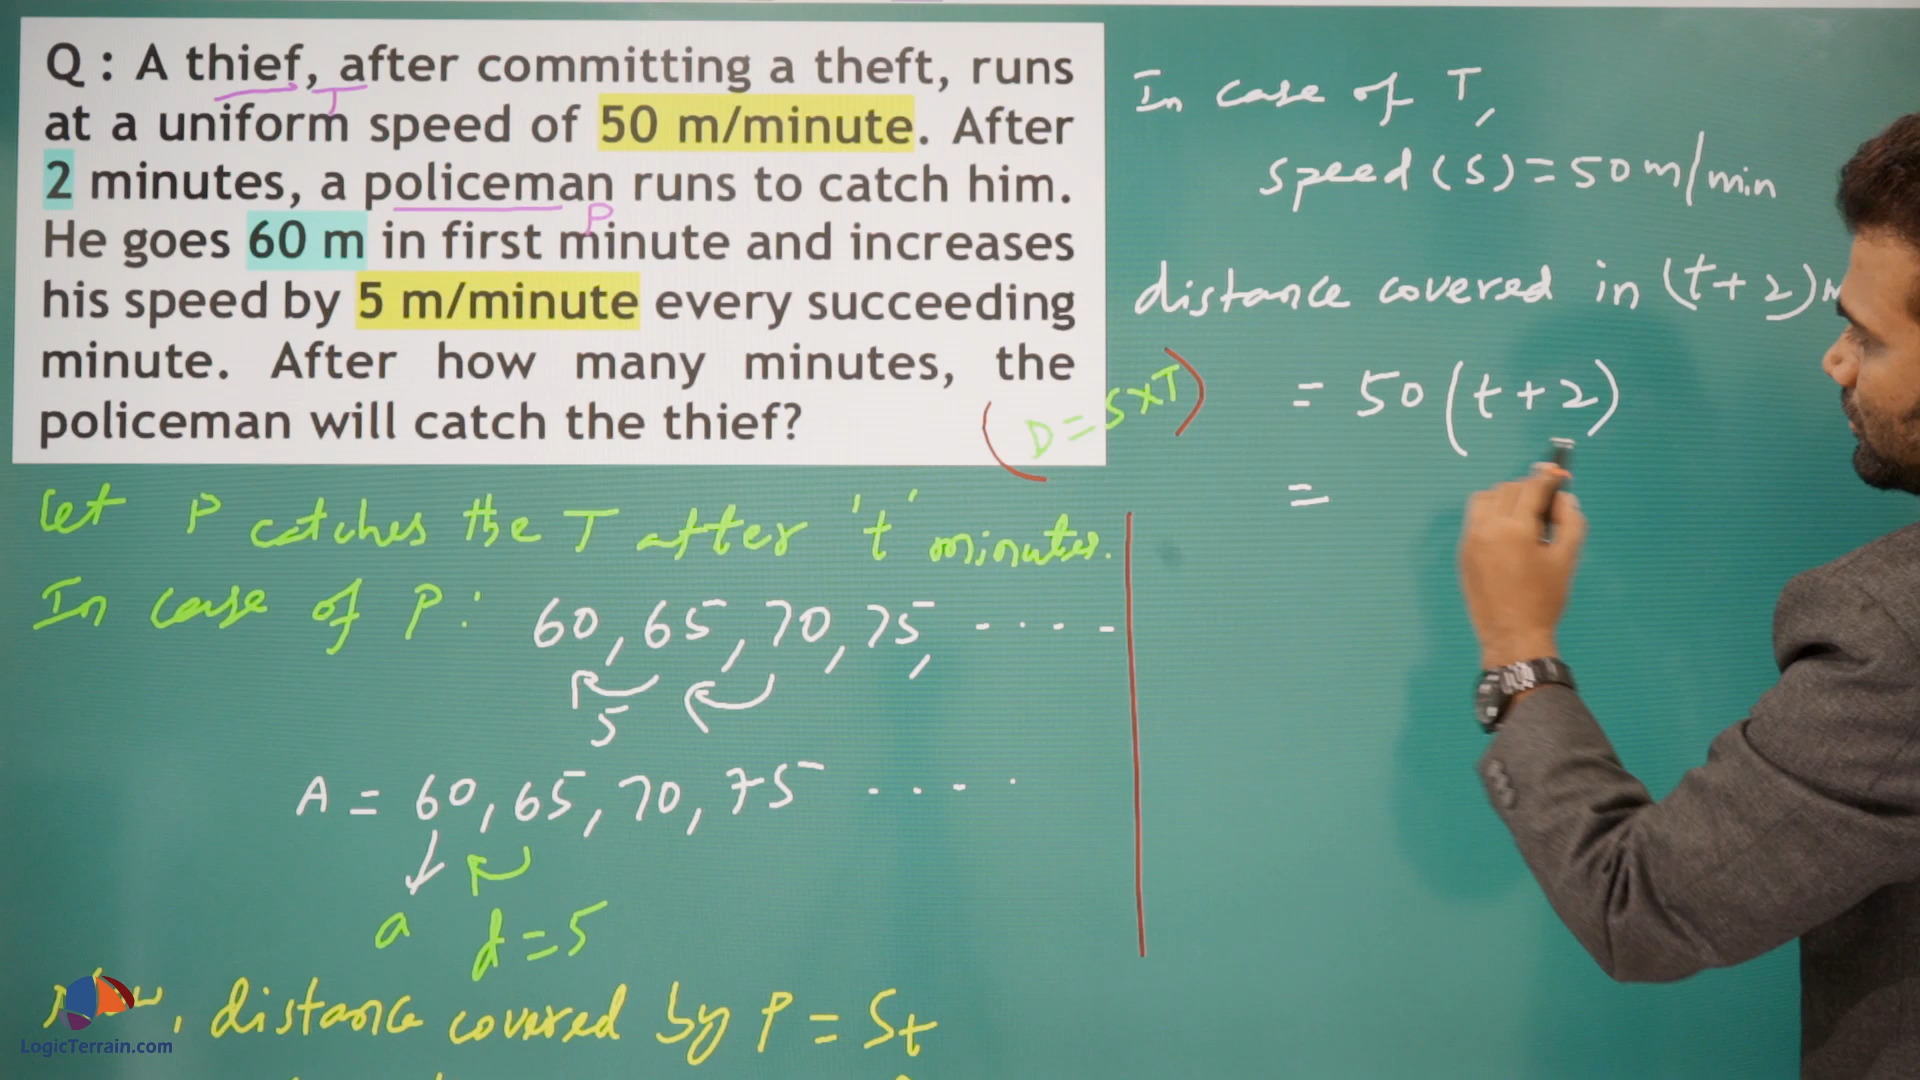 Q : A thief, after committing a theft, runs
at a uniform speed of 50 m/minute. After
2 minutes, a policeman runs to catch him.
He goes 60 m in first minute and increases
his speed by 5 m/minute every succeeding
minute. After how many minutes, the
policeman will catch the thief?
T
P
(D = S×T)
Let P catches the T after 't' minutes.
In case of P : 60, 65, 70, 75, - - - -
5
A = 60, 65, 70, 75 . . . .
a d = 5
, distance covered by P = St
LogicTerrain.com
In case of T,
speed (s) = 50 m/min
distance covered in (t+2)
= 50 (t+2)
=